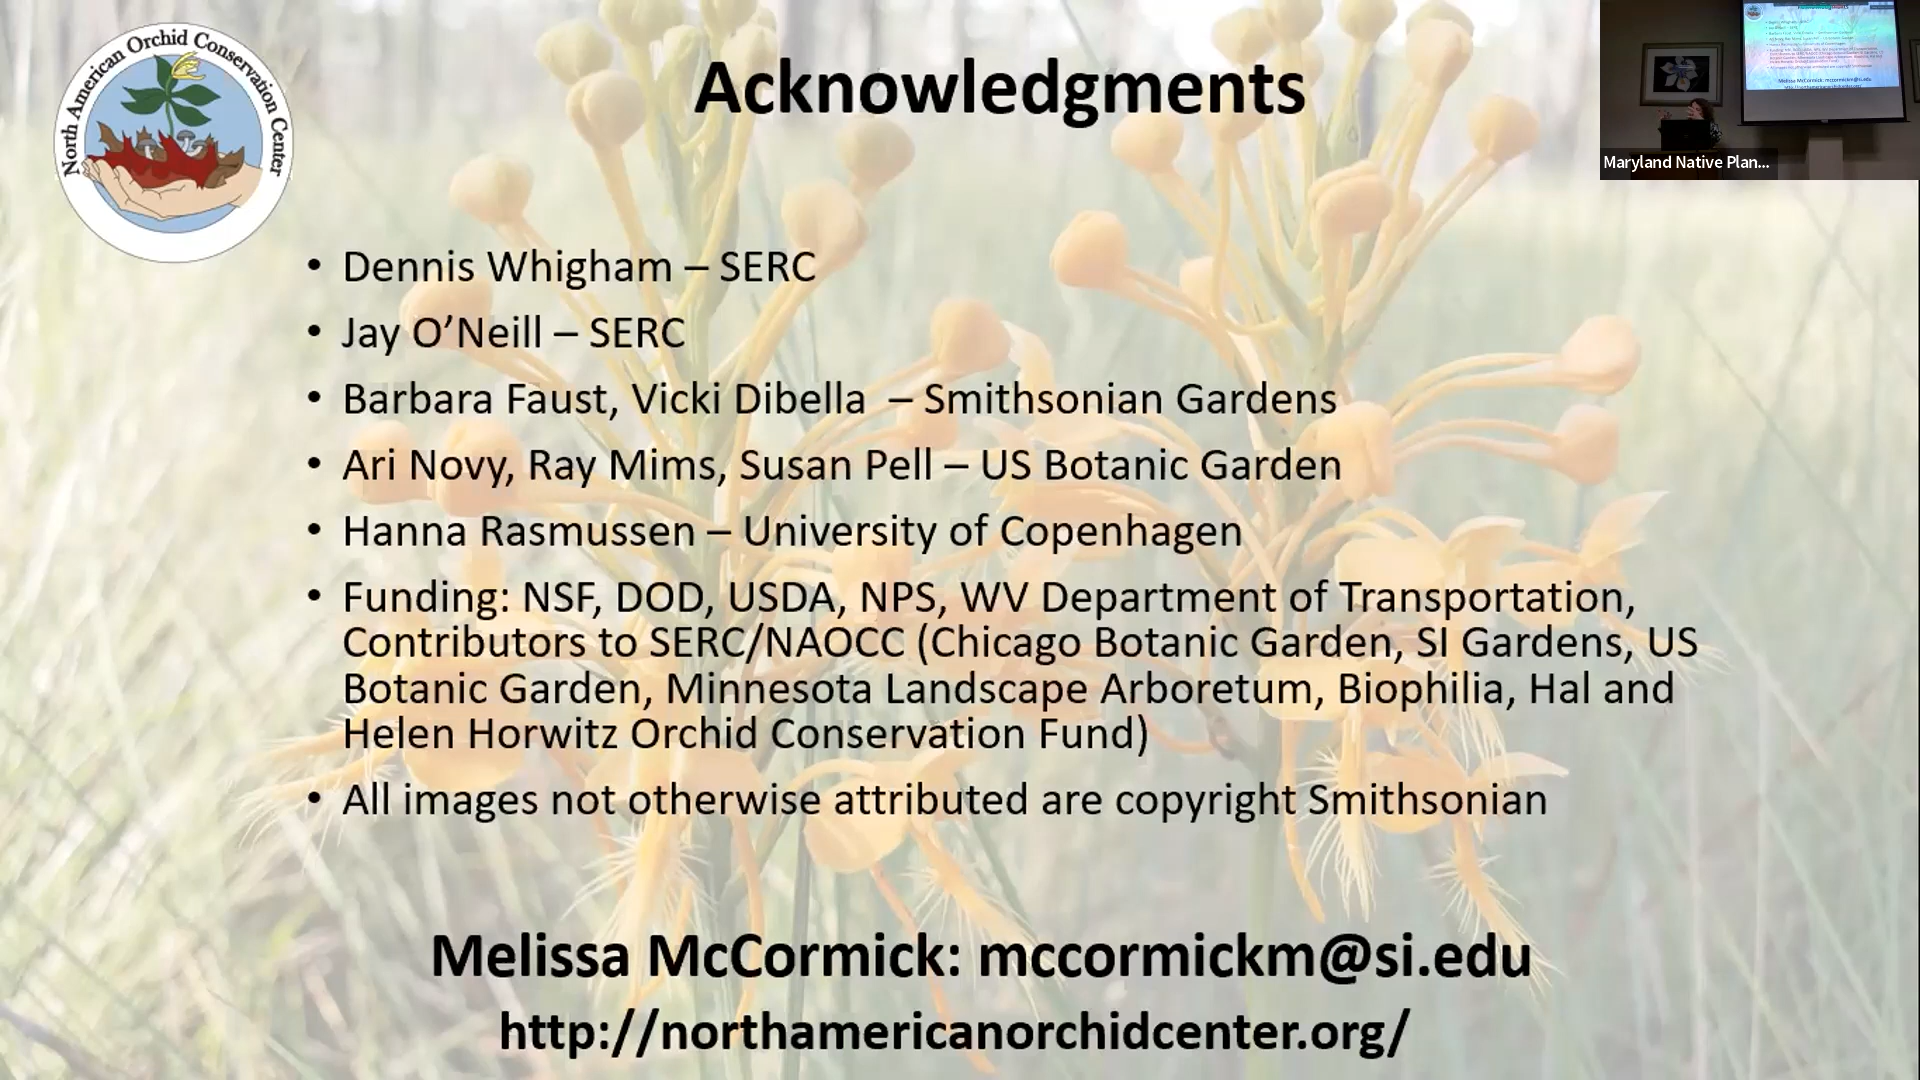 North American Orchid Conservation Center
Acknowledgments
Maryland Native Plan...
• Dennis Whigham – SERC
• Jay O’Neill – SERC
• Barbara Faust, Vicki Dibella – Smithsonian Gardens
• Ari Novy, Ray Mims, Susan Pell – US Botanic Garden
• Hanna Rasmussen – University of Copenhagen
• Funding: NSF, DOD, USDA, NPS, WV Department of Transportation,
Contributors to SERC/NAOCC (Chicago Botanic Garden, SI Gardens, US
Botanic Garden, Minnesota Landscape Arboretum, Biophilia, Hal and
Helen Horwitz Orchid Conservation Fund)
• All images not otherwise attributed are copyright Smithsonian
Melissa McCormick: mccormickm@si.edu
http://northamericanorchidcenter.org/